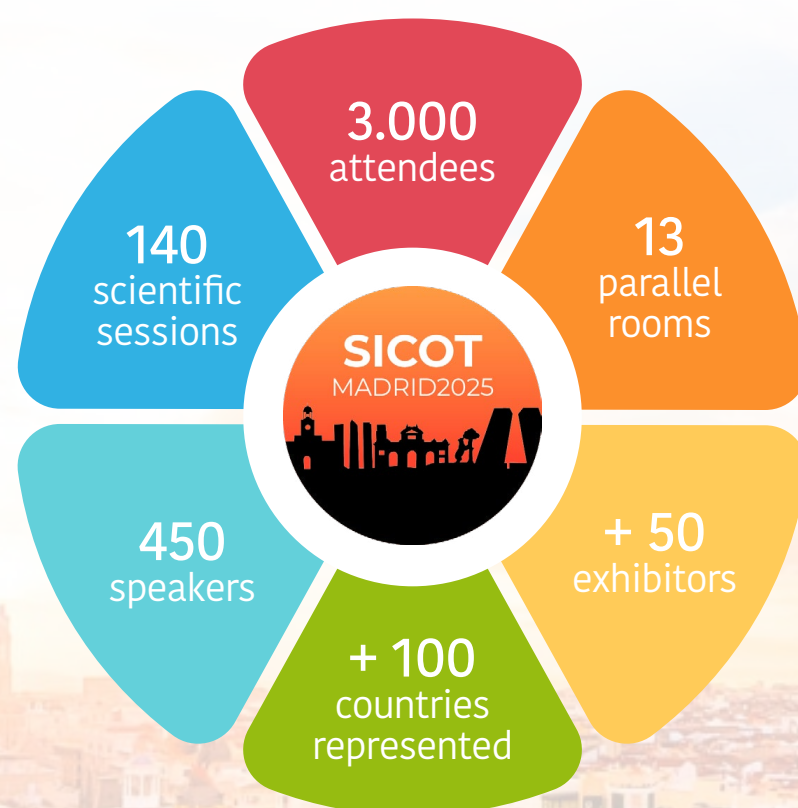 3.000
attendees
13
parallel
rooms
+ 50
exhibitors
+ 100
countries
represented
450
speakers
140
scientific
sessions
SICOT
MADRID2025